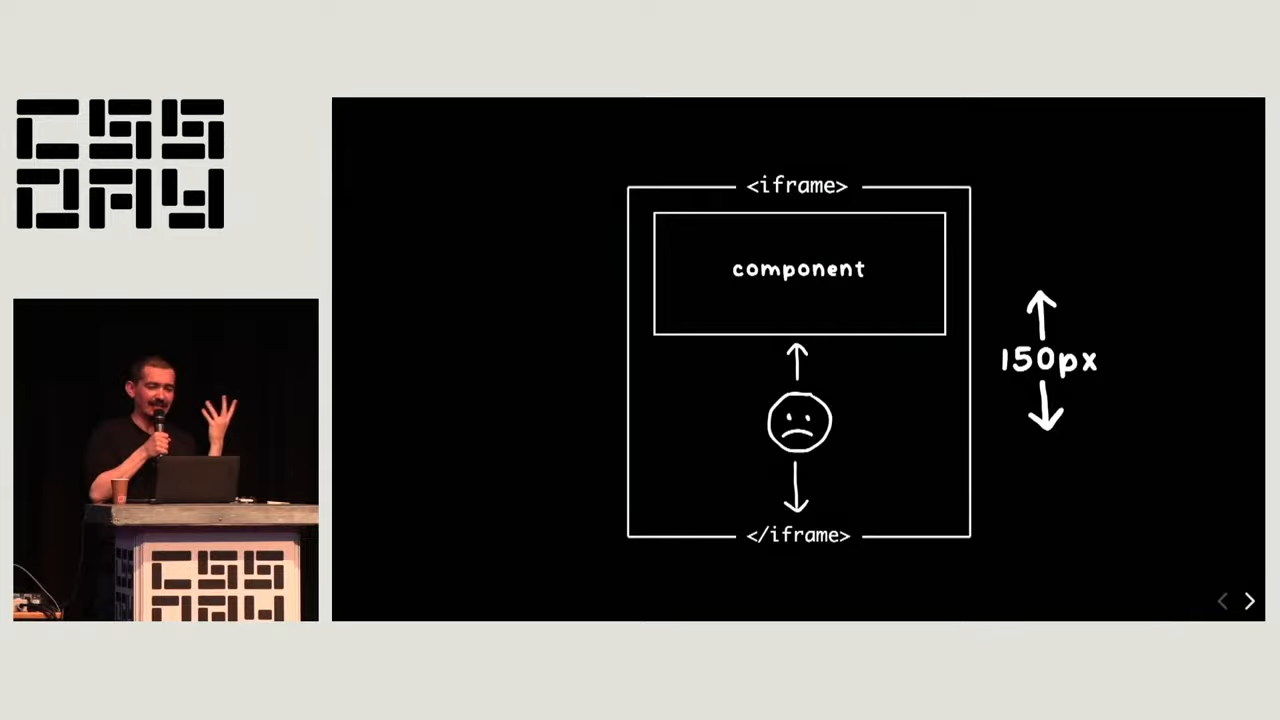 CSS
DAY
<iframe>
component
150px
</iframe>
CSS
DAY